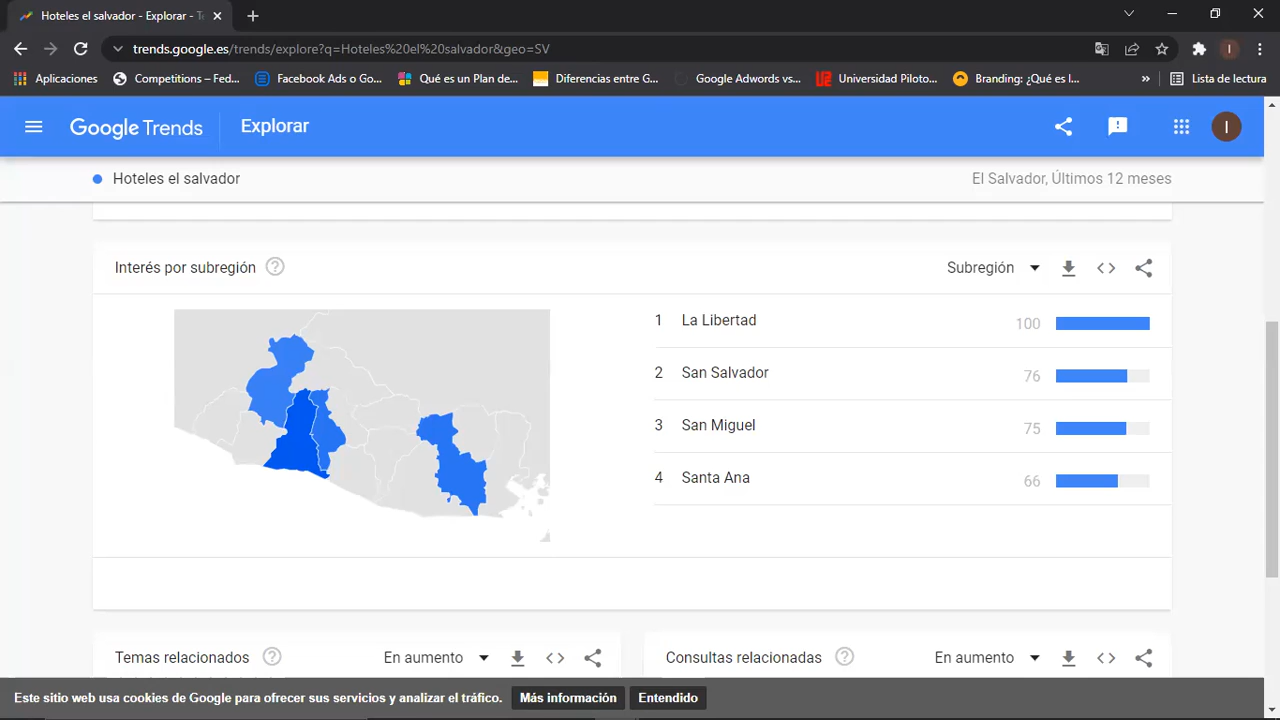 Hoteles el salvador - Explorar - T
trends.google.es/trends/explore?q=Hoteles%20el%20salvador&geo=SV
I
Aplicaciones
Competitions – Fed...
Facebook Ads o Go...
Qué es un Plan de...
Diferencias entre G...
Google Adwords vs...
Universidad Piloto...
Branding: ¿Qué es l...
»
Lista de lectura
Google Trends
Explorar
I
Hoteles el salvador
El Salvador, Últimos 12 meses
Interés por subregión
Subregión
1 La Libertad 100
2 San Salvador 76
3 San Miguel 75
4 Santa Ana 66
Temas relacionados
En aumento
Consultas relacionadas
En aumento
Este sitio web usa cookies de Google para ofrecer sus servicios y analizar el tráfico.
Más información
Entendido